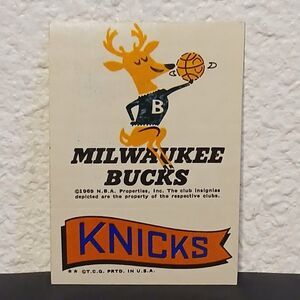 B
MILWAUKEE
BUCKS
©1969 N.B.A. Properties, Inc. The club insignias
depicted are the property of the respective clubs.
KNICKS
** ©T.C.G. PRTD. IN U.S.A.